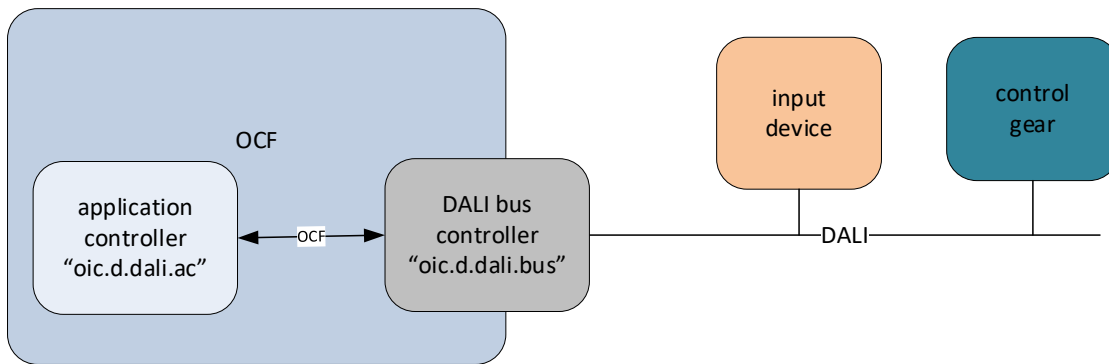 OCF
application
controller
“oic.d.dali.ac”
OCF
DALI bus
controller
“oic.d.dali.bus”
input
device
control
gear
DALI